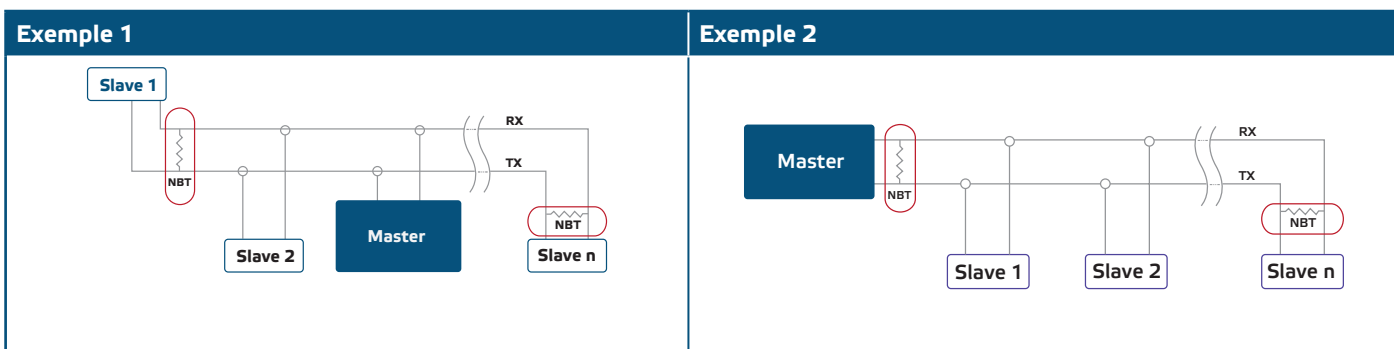 Exemple 1
Slave 1
RX
TX
NBT
NBT
Master
Slave 2
Slave n
Exemple 2
RX
Master
TX
NBT
NBT
Slave 1
Slave 2
Slave n